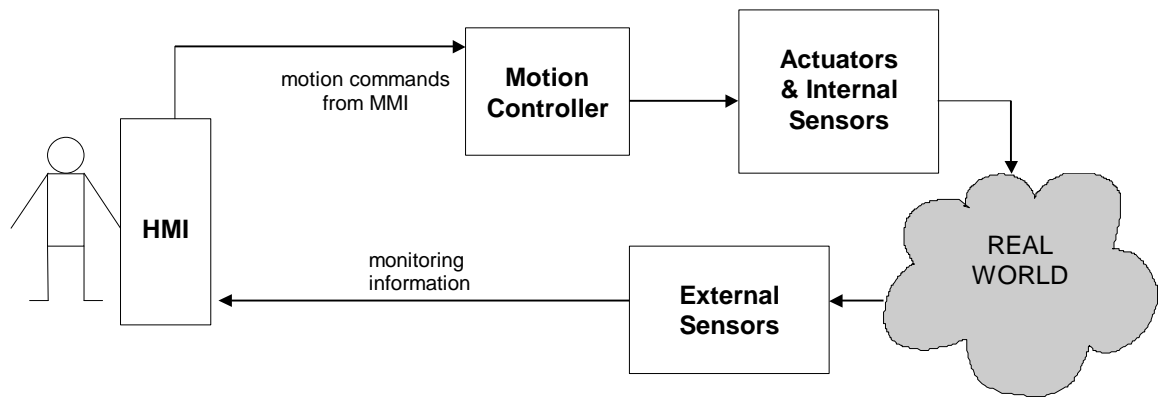 motion commands
from MMI
Motion
Controller
Actuators
& Internal
Sensors
HMI
REAL
WORLD
monitoring
information
External
Sensors